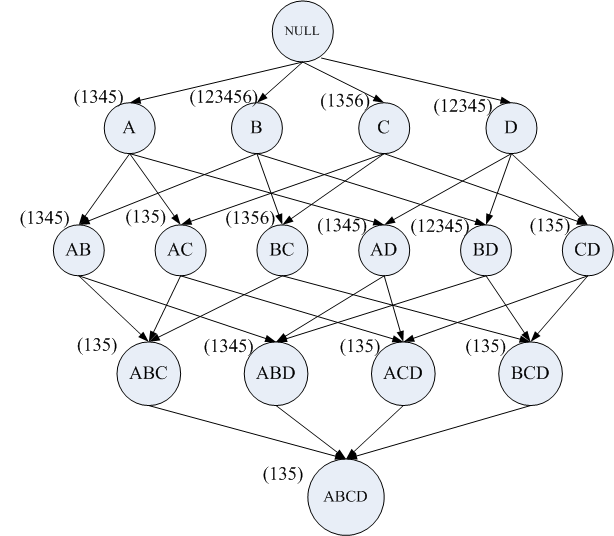 NULL
(1345) (123456) (1356) (12345)
A B C D
(1345) (135) (1356) (1345) (12345) (135)
AB AC BC AD BD CD
(135) (1345) (135) (135)
ABC ABD ACD BCD
(135)
ABCD